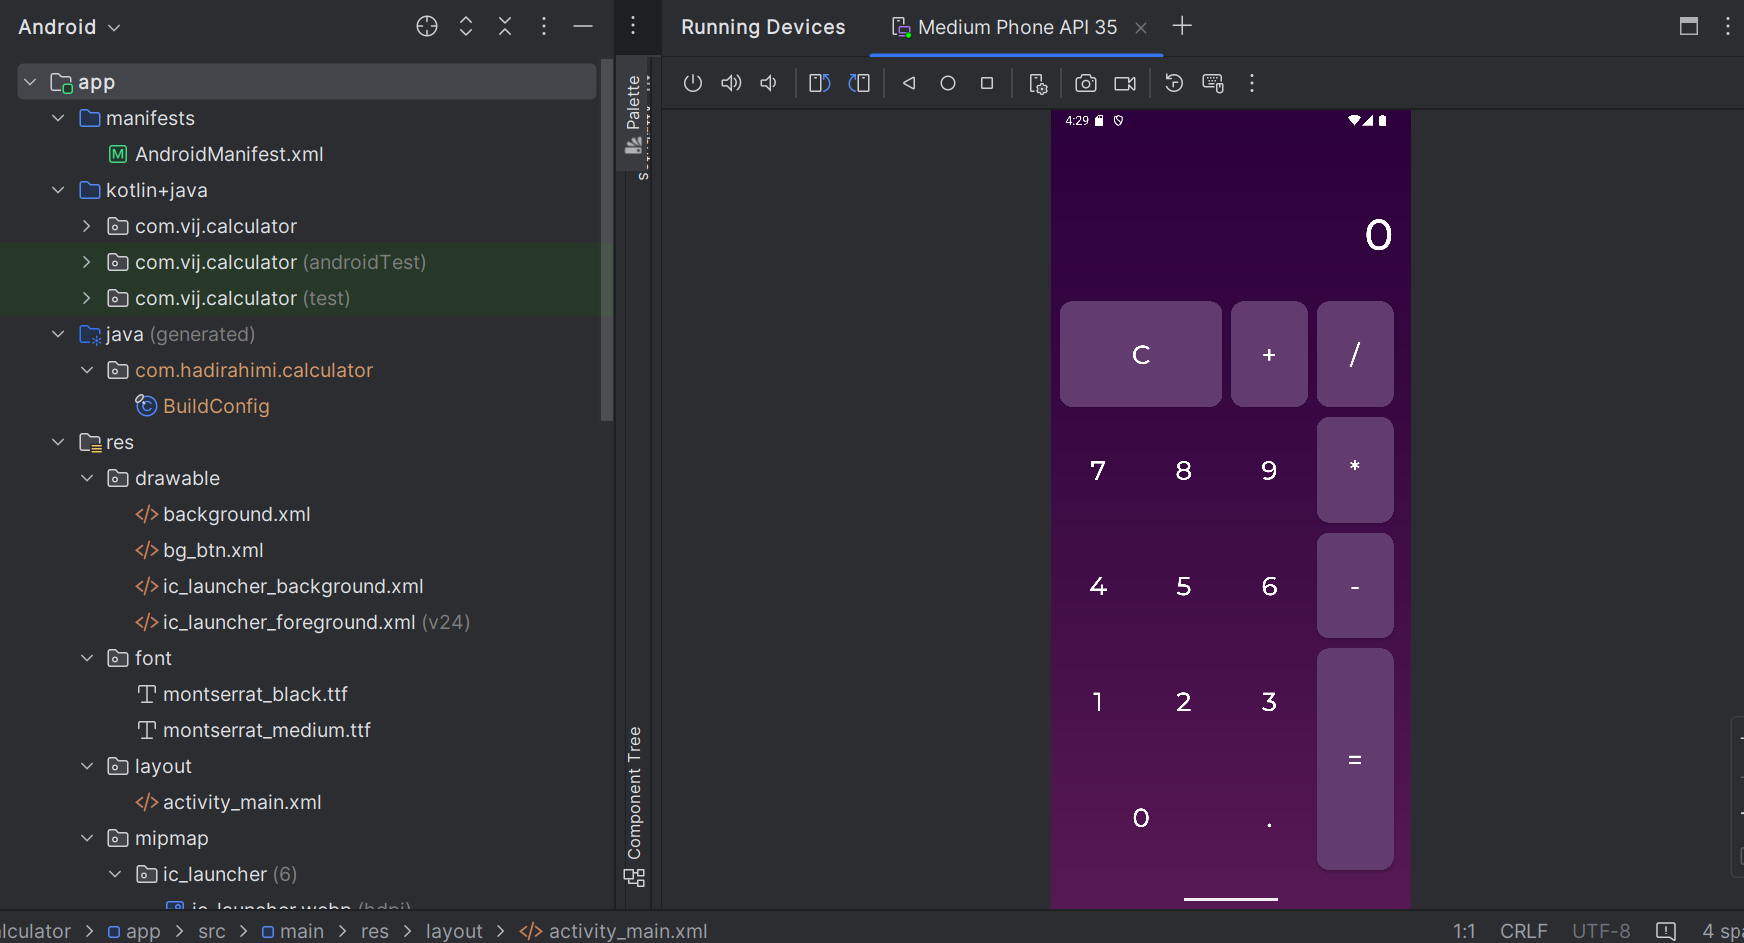 Android
Running Devices
Medium Phone API 35
app
manifests
AndroidManifest.xml
kotlin+java
com.vij.calculator
com.vij.calculator (androidTest)
com.vij.calculator (test)
java (generated)
com.hadirahimi.calculator
BuildConfig
res
drawable
background.xml
bg_btn.xml
ic_launcher_background.xml
ic_launcher_foreground.xml (v24)
font
montserrat_black.ttf
montserrat_medium.ttf
layout
activity_main.xml
mipmap
ic_launcher (6)
ic_launcher.webp (hdpi)
Palette
Component Tree
4:29
0
C + /
7 8 9 *
4 5 6 -
1 2 3
=
0 .
lculator > app > src > main > res > layout > activity_main.xml
1:1 CRLF UTF-8 4 spa